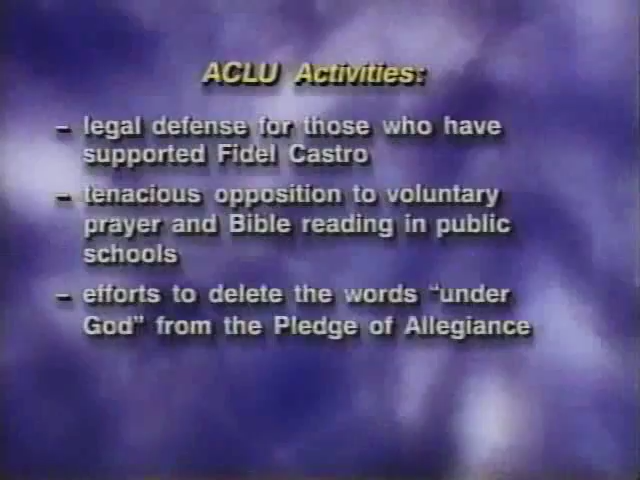 ACLU Activities:
– legal defense for those who have
supported Fidel Castro
– tenacious opposition to voluntary
prayer and Bible reading in public
schools
– efforts to delete the words “under
God” from the Pledge of Allegiance